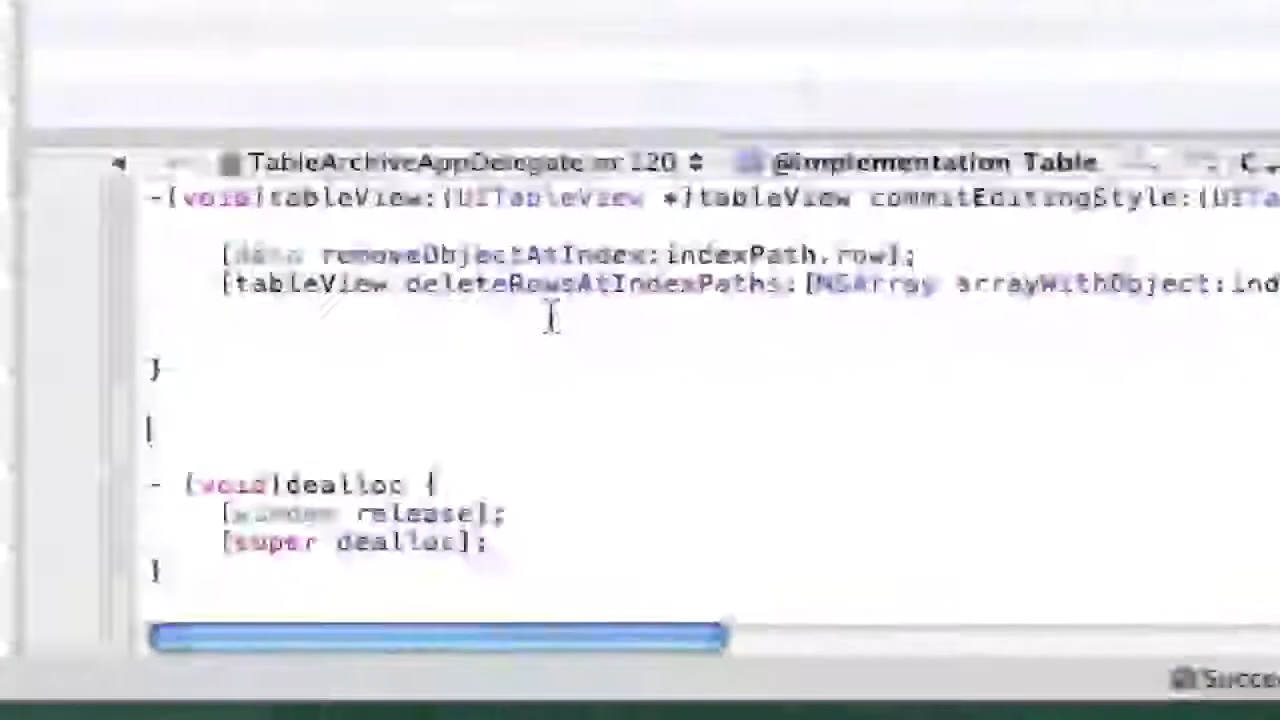 TableArchiveAppDelegate.m:120 @implementation Table
-(void)tableView:(UITableView *)tableView commitEditingStyle:(UITa
[data removeObjectAtIndex:indexPath.row];
[tableView deleteRowsAtIndexPaths:[NSArray arrayWithObject:ind
}
- (void)dealloc {
[window release];
[super dealloc];
}
Succe